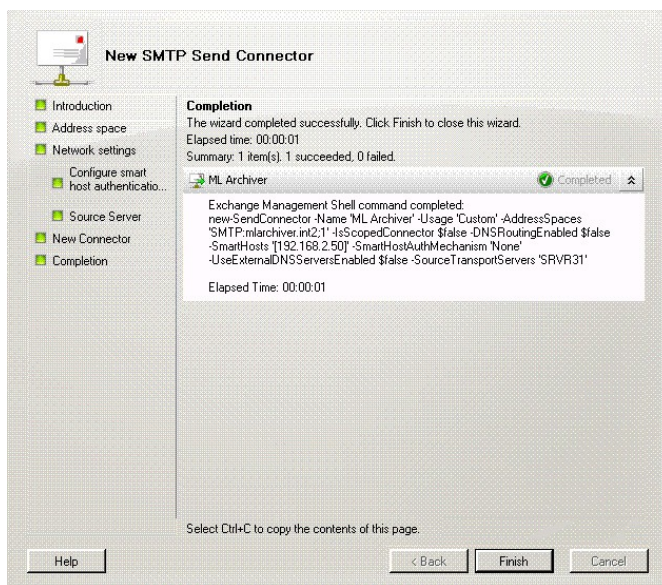 New SMTP Send Connector
Introduction
Address space
Network settings
Configure smart
host authenticatio...
Source Server
New Connector
Completion
Completion
The wizard completed successfully. Click Finish to close this wizard.
Elapsed time: 00:00:01
Summary: 1 item(s). 1 succeeded, 0 failed.
ML Archiver
Completed
Exchange Management Shell command completed:
new-SendConnector -Name 'ML Archiver' -Usage 'Custom' -AddressSpaces
'SMTP:mlarchiver.int2;1' -IsScopedConnector $false -DNSRoutingEnabled $false
-SmartHosts '[192.168.2.50]' -SmartHostAuthMechanism 'None'
-UseExternalDNSServersEnabled $false -SourceTransportServers 'SRVR31'
Elapsed Time: 00:00:01
Select Ctrl+C to copy the contents of this page.
Help
< Back
Finish
Cancel